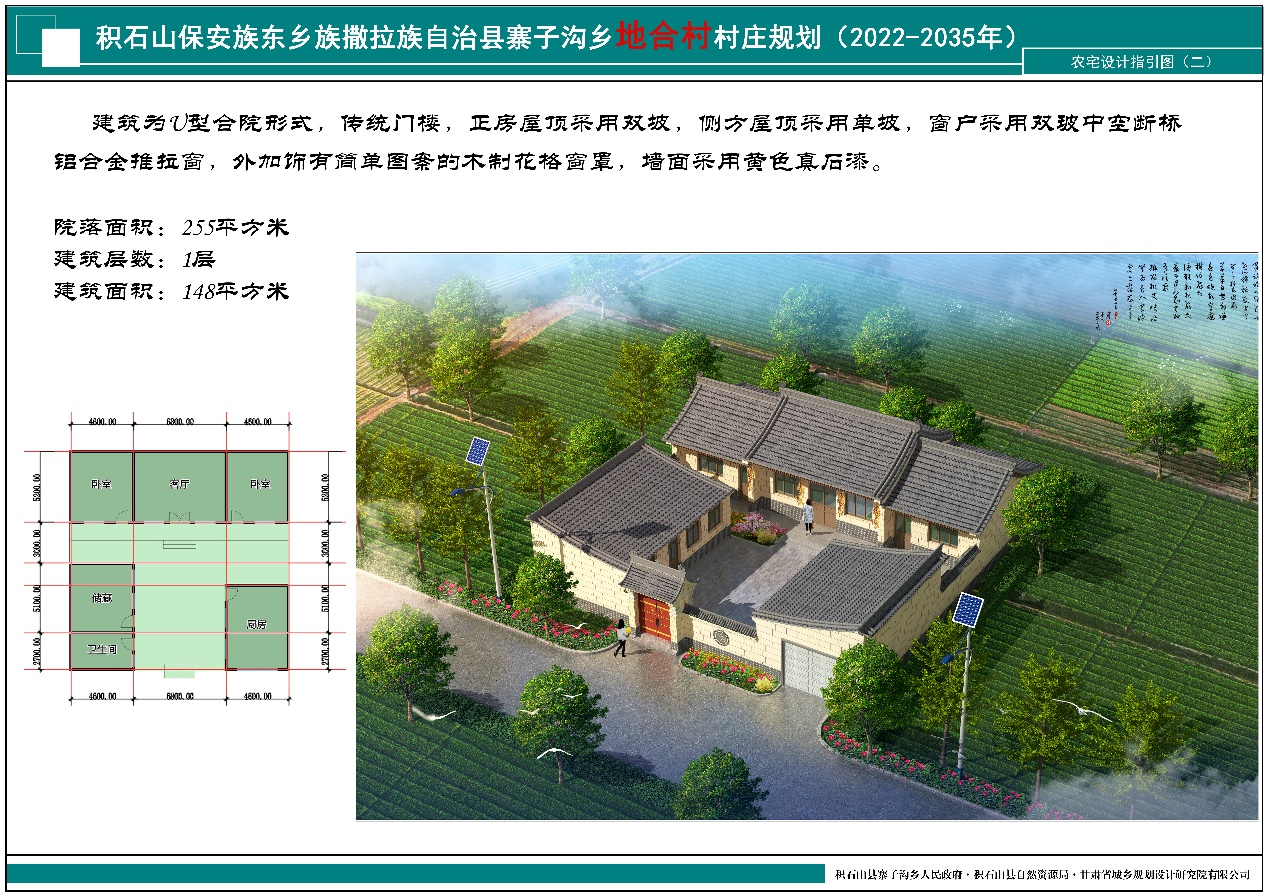 积石山保安族东乡族撒拉族自治县寨子沟乡地合村村庄规划（2022-2035年）
农宅设计指引图（二）
建筑为U型合院形式，传统门楼，正房屋顶采用双坡，侧方屋顶采用单坡，窗户采用双玻中空断桥
铝合金推拉窗，外加饰有简单图案的木制花格窗罩，墙面采用黄色真石漆。
院落面积：255平方米
建筑层数：1层
建筑面积：148平方米
4600.00 6800.00 4600.00
5200.00 卧室 客厅 卧室 5200.00
3000.00 3000.00
5100.00 储藏 5100.00
厨房
2700.00 卫生间 2700.00
4600.00 6800.00 4600.00
积石山县寨子沟乡人民政府·积石山县自然资源局·甘肃省城乡规划设计研究院有限公司